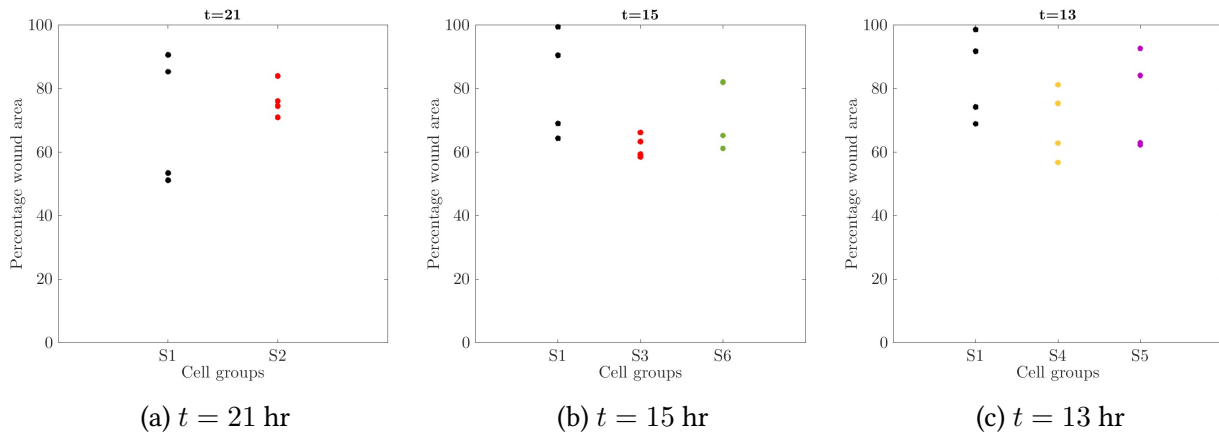 t=21
100
80
60
40
20
0
Percentage wound area
S1 S2
Cell groups
(a) t = 21 hr
t=15
100
80
60
40
20
0
Percentage wound area
S1 S3 S6
Cell groups
(b) t = 15 hr
t=13
100
80
60
40
20
0
Percentage wound area
S1 S4 S5
Cell groups
(c) t = 13 hr